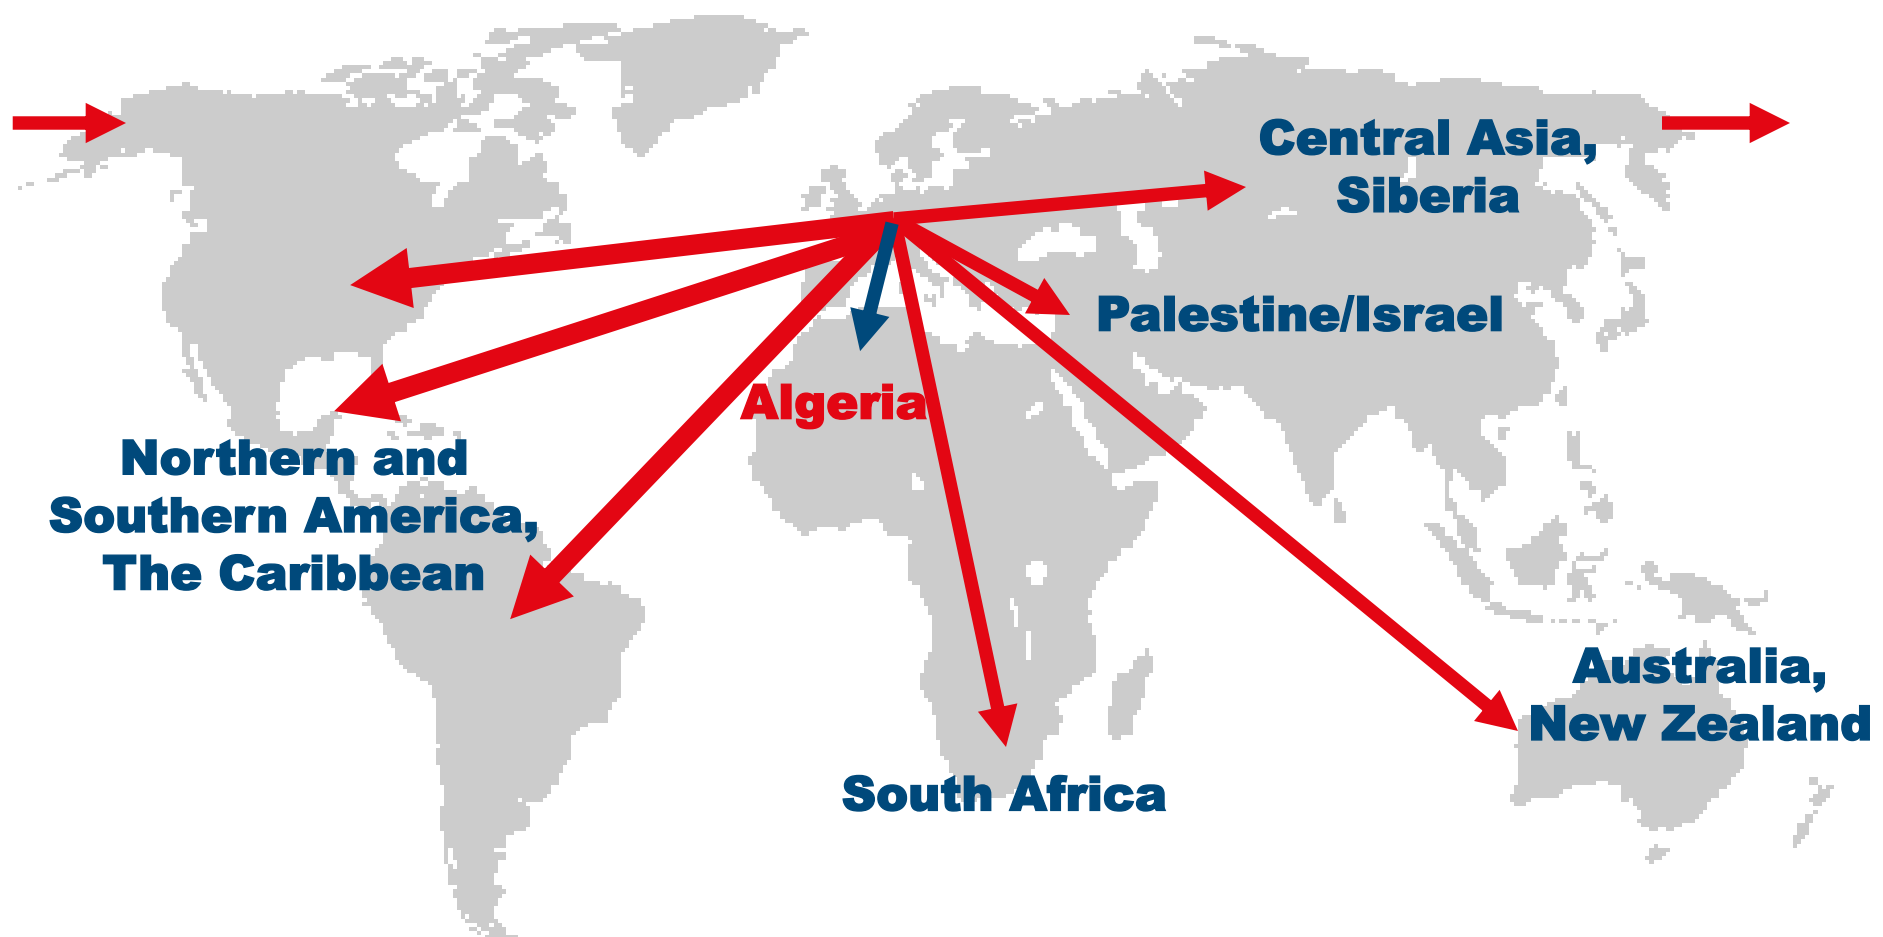 Central Asia,
Siberia
Palestine/Israel
Algeria
Northern and
Southern America,
The Caribbean
Australia,
New Zealand
South Africa